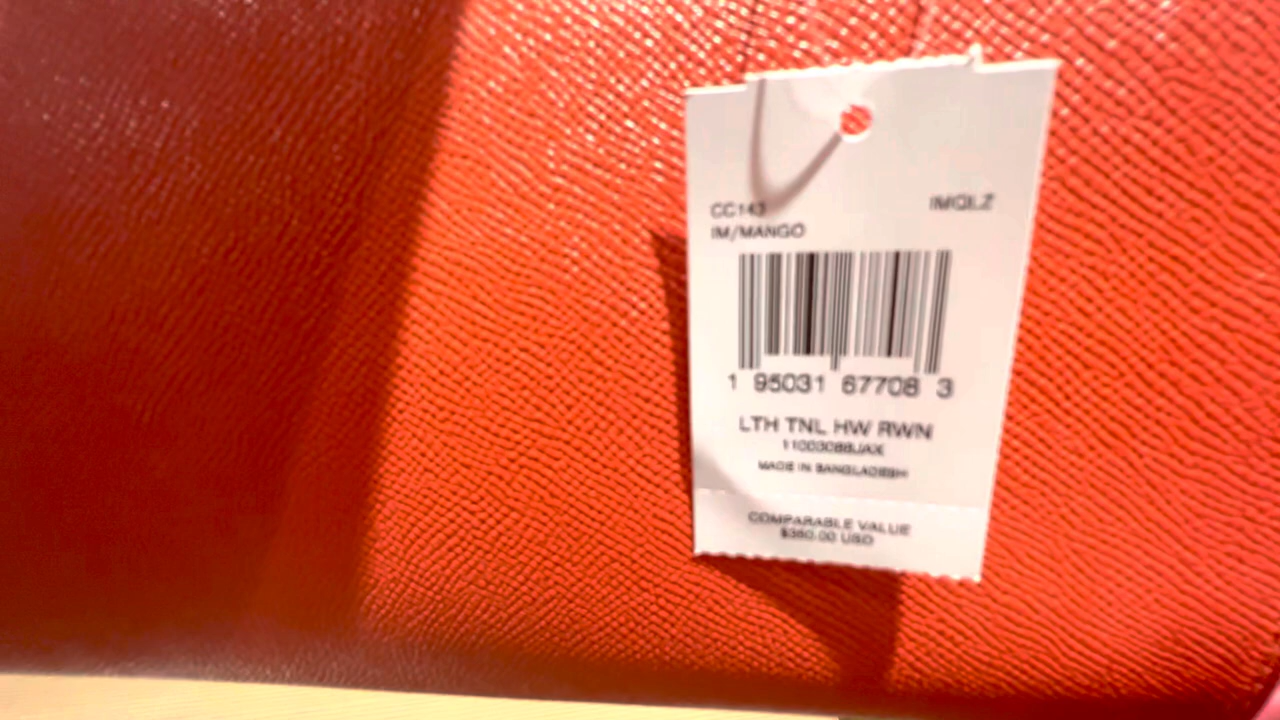 CC143 IMQLZ
IM/MANGO
1 95031 67708 3
LTH TNL HW RWN
MADE IN BANGLADESH
COMPARABLE VALUE
$350.00 USD